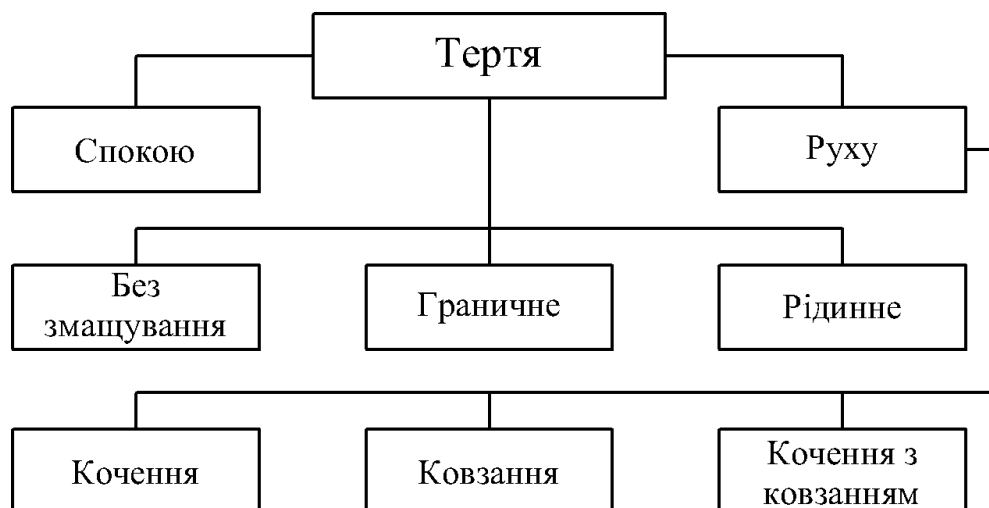 Тертя
Спокою
Руху
Без
змащування
Граничне
Рідинне
Кочення
Ковзання
Кочення з
ковзанням